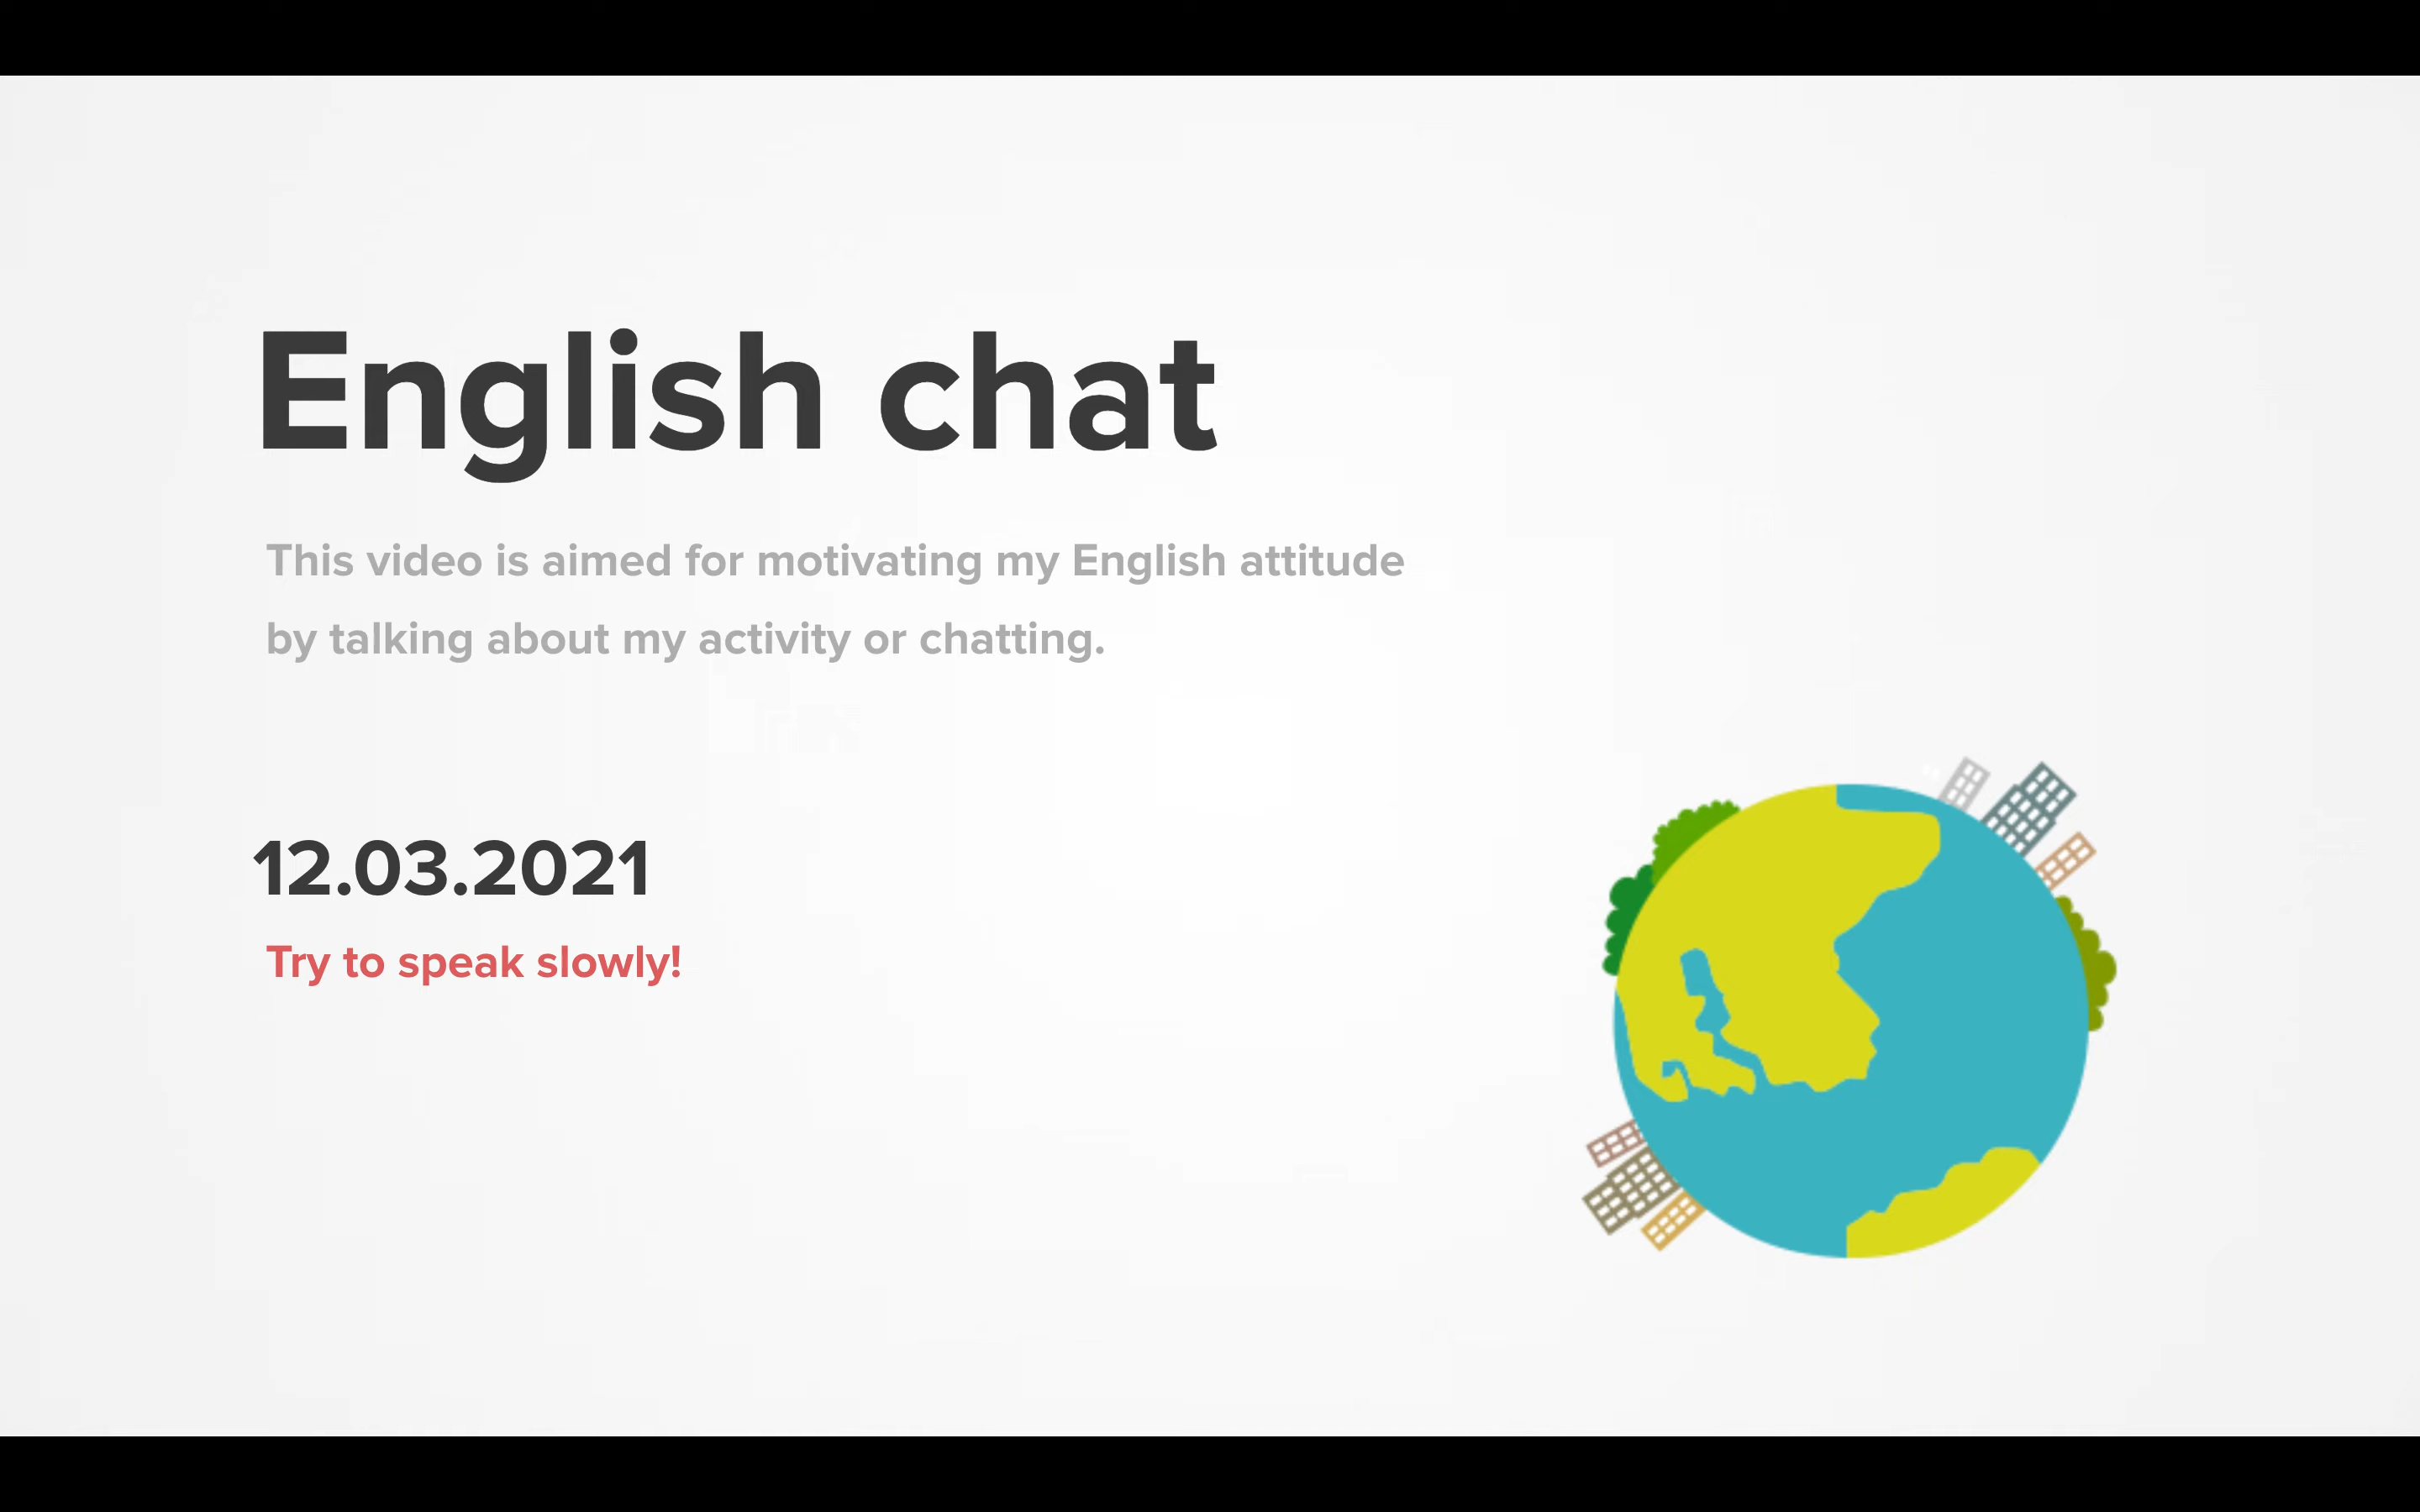 English chat
This video is aimed for motivating my English attitude
by talking about my activity or chatting.
12.03.2021
Try to speak slowly!